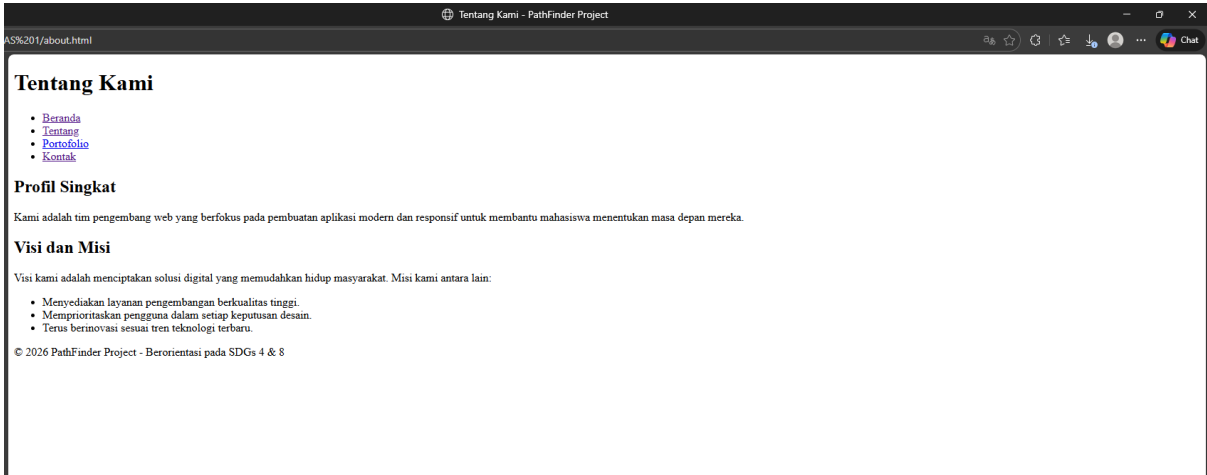 Tentang Kami - PathFinder Project
AS%201/about.html
Chat
Tentang Kami
Beranda
Tentang
Portofolio
Kontak
Profil Singkat
Kami adalah tim pengembang web yang berfokus pada pembuatan aplikasi modern dan responsif untuk membantu mahasiswa menentukan masa depan mereka.
Visi dan Misi
Visi kami adalah menciptakan solusi digital yang memudahkan hidup masyarakat. Misi kami antara lain:
Menyediakan layanan pengembangan berkualitas tinggi.
Memprioritaskan pengguna dalam setiap keputusan desain.
Terus berinovasi sesuai tren teknologi terbaru.
© 2026 PathFinder Project - Berorientasi pada SDGs 4 & 8